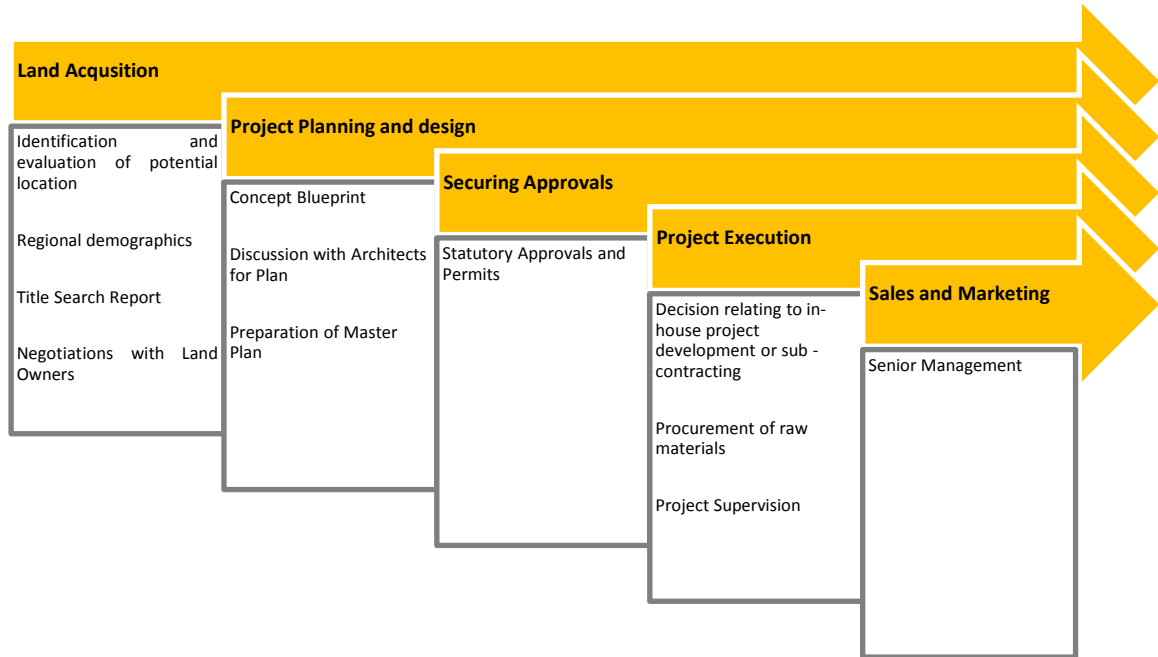 Land Acqusition
Identification and
evaluation of potential
location
Regional demographics
Title Search Report
Negotiations with Land
Owners
Project Planning and design
Concept Blueprint
Discussion with Architects
for Plan
Preparation of Master
Plan
Securing Approvals
Statutory Approvals and
Permits
Project Execution
Decision relating to in-
house project
development or sub -
contracting
Procurement of raw
materials
Project Supervision
Sales and Marketing
Senior Management